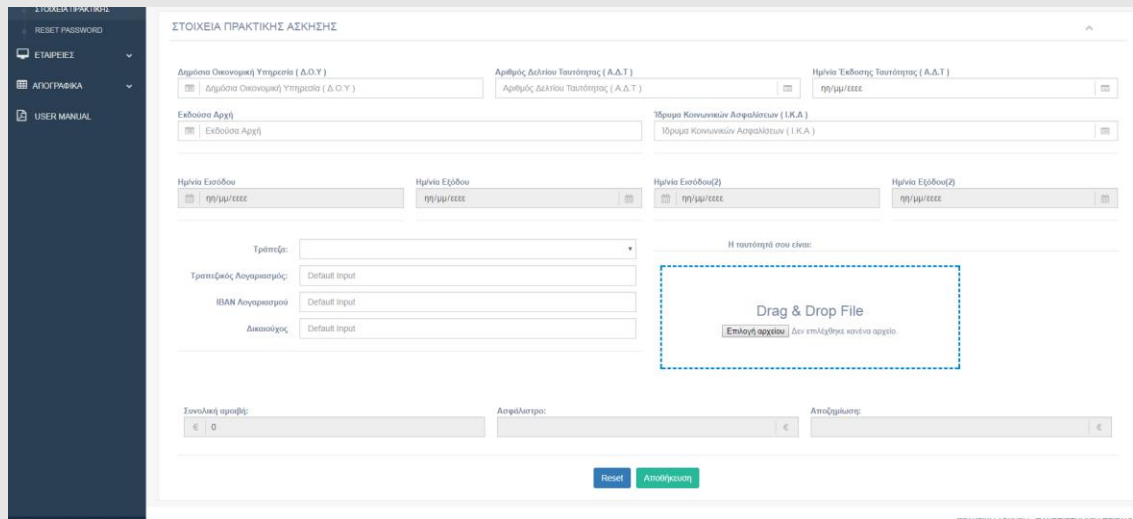 ΣΤΟΙΧΕΙΑ ΠΡΑΚΤΙΚΗΣ
RESET PASSWORD
ΕΤΑΙΡΕΙΕΣ
ΑΠΟΓΡΑΦΙΚΑ
USER MANUAL
ΣΤΟΙΧΕΙΑ ΠΡΑΚΤΙΚΗΣ ΑΣΚΗΣΗΣ
Δημόσια Οικονομική Υπηρεσία ( Δ.Ο.Υ ) Αριθμός Δελτίου Ταυτότητας ( Α.Δ.Τ ) Ημ/νία Έκδοσης Ταυτότητας ( Α.Δ.Τ )
Δημόσια Οικονομική Υπηρεσία ( Δ.Ο.Υ ) Αριθμός Δελτίου Ταυτότητας ( Α.Δ.Τ ) ηη/μμ/εεεε
Εκδούσα Αρχή Ίδρυμα Κοινωνικών Ασφαλίσεων ( Ι.Κ.Α )
Εκδούσα Αρχή Ίδρυμα Κοινωνικών Ασφαλίσεων ( Ι.Κ.Α )
Ημ/νία Εισόδου Ημ/νία Εξόδου Ημ/νία Εισόδου(2) Ημ/νία Εξόδου(2)
ηη/μμ/εεεε ηη/μμ/εεεε ηη/μμ/εεεε ηη/μμ/εεεε
Τράπεζα:
Τραπεζικός Λογαριασμός: Default Input
IBAN Λογαριασμού Default Input
Δικαιούχος Default Input
Η ταυτότητά σου είναι:
Drag & Drop File
Επιλογή αρχείου Δεν επιλέχθηκε κανένα αρχείο.
Συνολική αμοιβή: Ασφάλιστρο: Αποζημίωση:
€ 0 € €
Reset Αποθήκευση